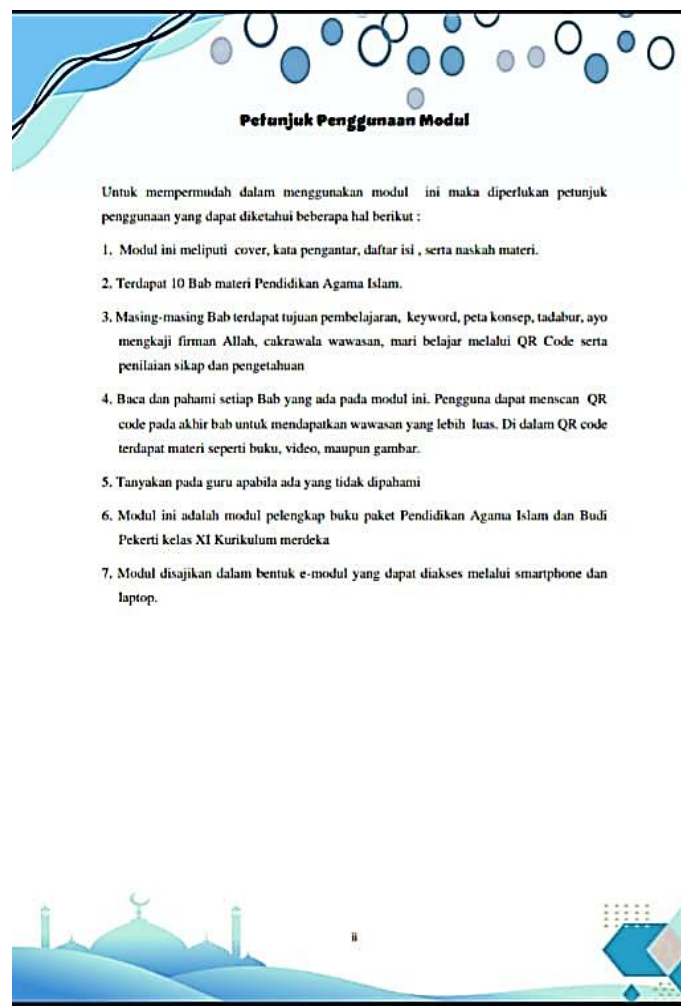 Petunjuk Penggunaan Modul
Untuk mempermudah dalam menggunakan modul ini maka diperlukan petunjuk
penggunaan yang dapat diketahui beberapa hal berikut :
1. Modul ini meliputi cover, kata pengantar, daftar isi , serta naskah materi.
2. Terdapat 10 Bab materi Pendidikan Agama Islam.
3. Masing-masing Bab terdapat tujuan pembelajaran, keyword, peta konsep, tadabur, ayo
mengkaji firman Allah, cakrawala wawasan, mari belajar melalui QR Code serta
penilaian sikap dan pengetahuan
4. Baca dan pahami setiap Bab yang ada pada modul ini. Pengguna dapat menscan QR
code pada akhir bab untuk mendapatkan wawasan yang lebih luas. Di dalam QR code
terdapat materi seperti buku, video, maupun gambar.
5. Tanyakan pada guru apabila ada yang tidak dipahami
6. Modul ini adalah modul pelengkap buku paket Pendidikan Agama Islam dan Budi
Pekerti kelas XI Kurikulum merdeka
7. Modul disajikan dalam bentuk e-modul yang dapat diakses melalui smartphone dan
laptop.
ii